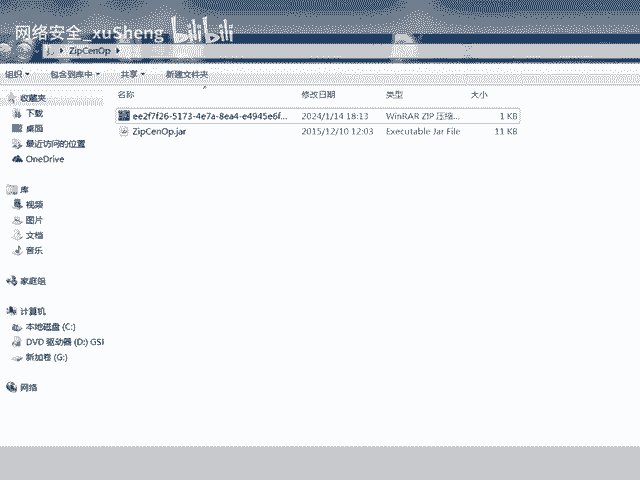 网络安全_xuSheng bilibili
ZipCenOp
组织 包含到库中 共享 新建文件夹
名称 修改日期 类型 大小
收藏夹
下载
桌面
最近访问的位置
OneDrive
ee2f7f26-5173-4e7a-8ea4-e4945e6f... 2024/1/14 18:13 WinRAR ZIP 压缩... 1 KB
ZipCenOp.jar 2015/12/10 12:03 Executable Jar File 11 KB
库
视频
图片
文档
音乐
家庭组
计算机
本地磁盘 (C:)
DVD 驱动器 (D:) GSI
新加卷 (G:)
网络